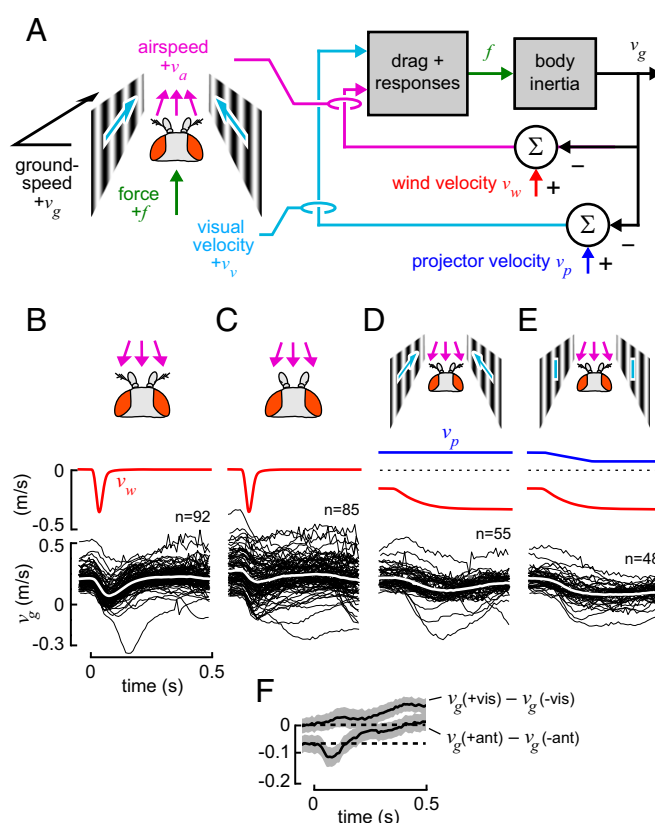 A
airspeed
+v_a
ground-
speed
+v_g
force
+f
visual
velocity
+v_v
drag +
responses
f
body
inertia
v_g
Σ
−
wind velocity v_w
+
Σ
−
projector velocity v_p
+
B
C
D
E
v_p
0
(m/s)
-0.5
v_w
n=92
n=85
n=55
n=48
0.5
v_g (m/s)
0
-0.3
0
0.5
time (s)
F
0
-0.1
-0.2
v_g(+vis) − v_g(-vis)
v_g(+ant) − v_g(-ant)
0
0.5
time (s)